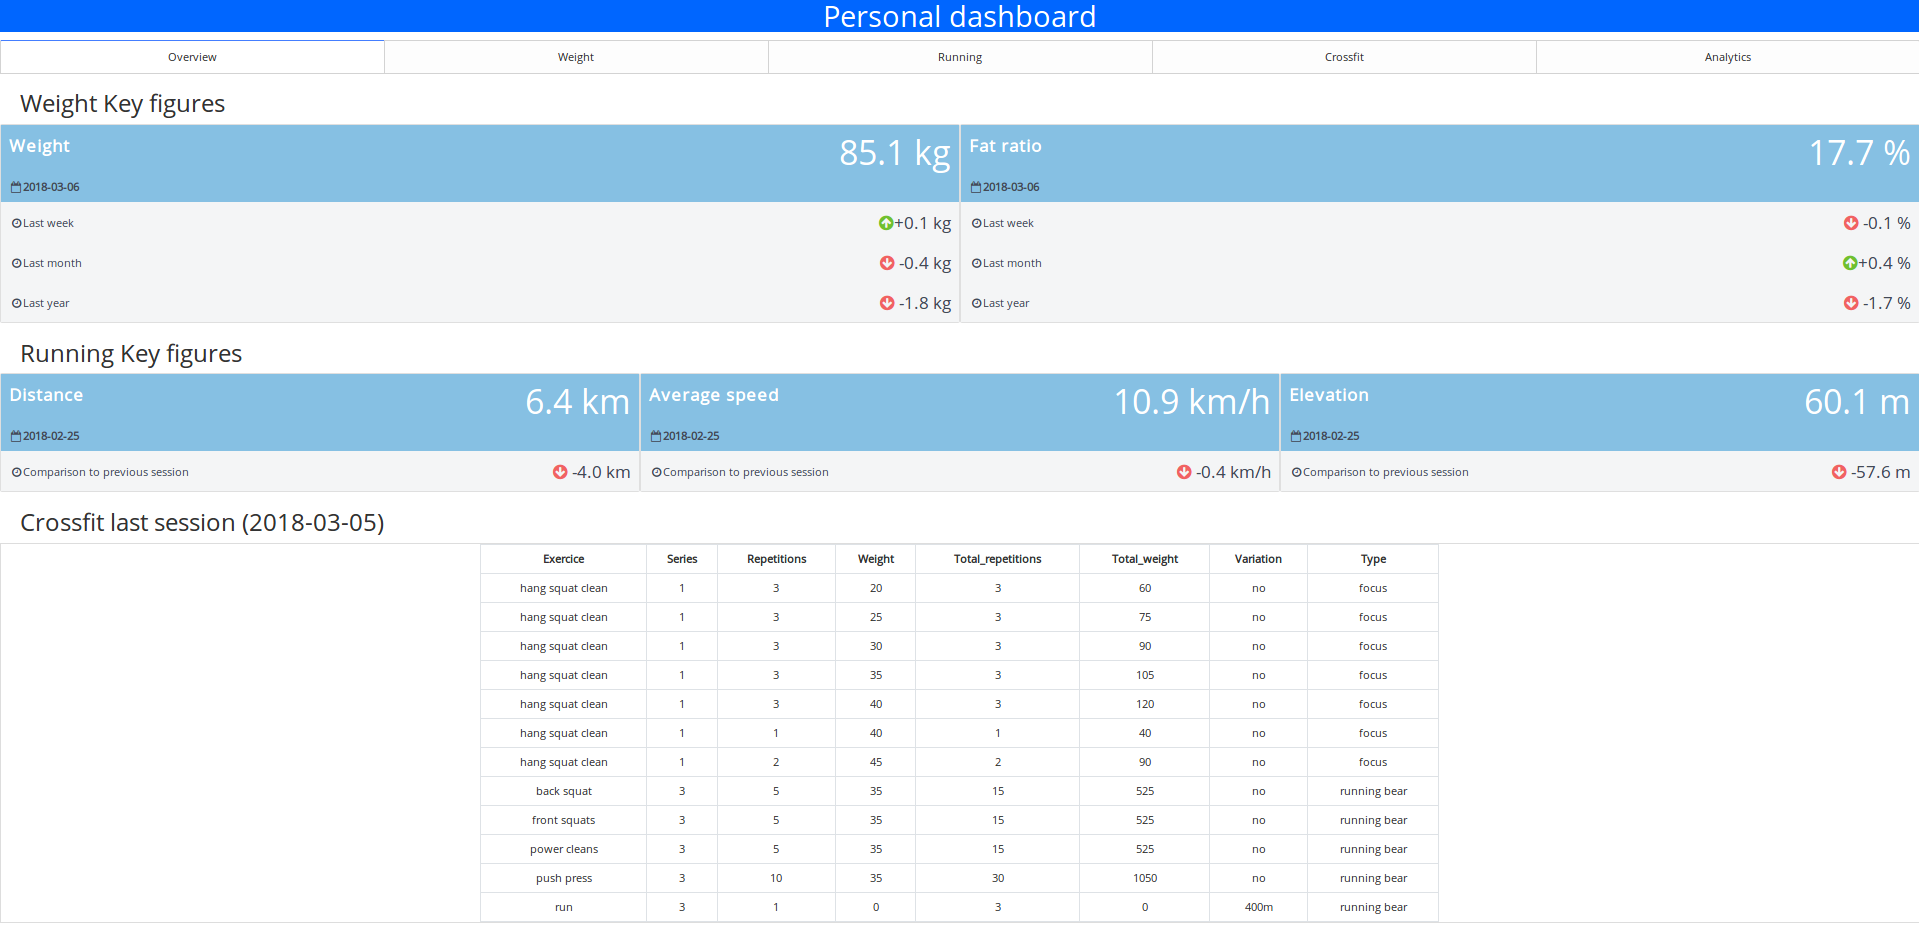 Personal dashboard
Overview Weight Running Crossfit Analytics
Weight Key figures
Weight 85.1 kg Fat ratio 17.7 %
2018-03-06 2018-03-06
Last week +0.1 kg Last week -0.1 %
Last month -0.4 kg Last month +0.4 %
Last year -1.8 kg Last year -1.7 %
Running Key figures
Distance 6.4 km Average speed 10.9 km/h Elevation 60.1 m
2018-02-25 2018-02-25 2018-02-25
Comparison to previous session -4.0 km Comparison to previous session -0.4 km/h Comparison to previous session -57.6 m
Crossfit last session (2018-03-05)
Exercice Series Repetitions Weight Total_repetitions Total_weight Variation Type
hang squat clean 1 3 20 3 60 no focus
hang squat clean 1 3 25 3 75 no focus
hang squat clean 1 3 30 3 90 no focus
hang squat clean 1 3 35 3 105 no focus
hang squat clean 1 3 40 3 120 no focus
hang squat clean 1 1 40 1 40 no focus
hang squat clean 1 2 45 2 90 no focus
back squat 3 5 35 15 525 no running bear
front squats 3 5 35 15 525 no running bear
power cleans 3 5 35 15 525 no running bear
push press 3 10 35 30 1050 no running bear
run 3 1 0 3 0 400m running bear